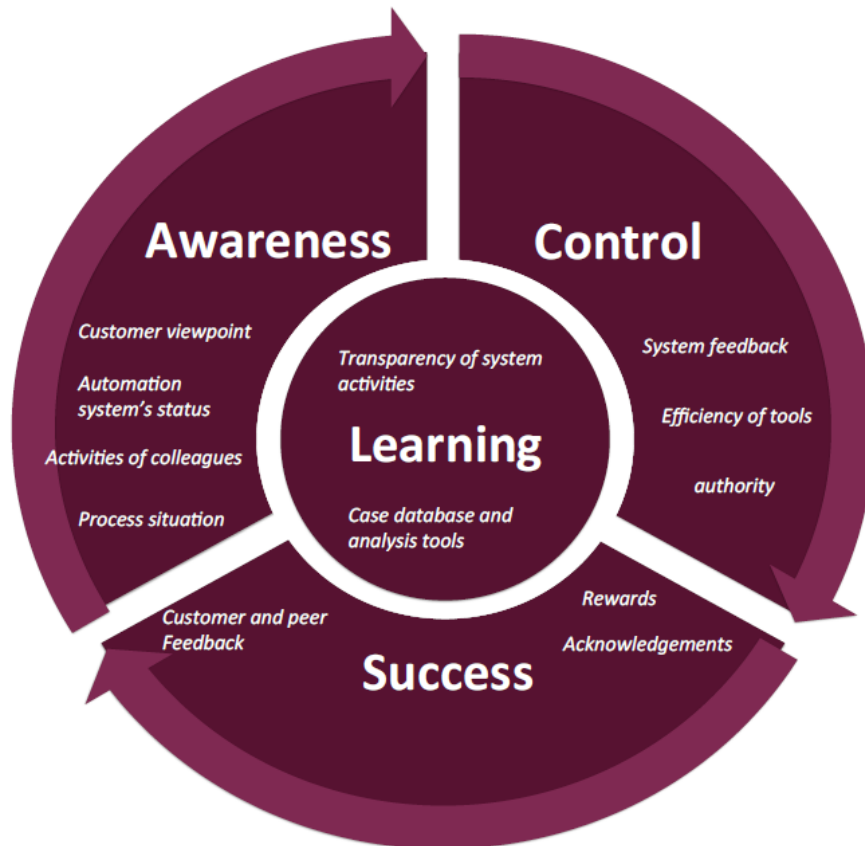 Awareness
Customer viewpoint
Automation
system’s status
Activities of colleagues
Process situation
Control
System feedback
Efficiency of tools
authority
Transparency of system
activities
Learning
Case database and
analysis tools
Customer and peer
Feedback
Success
Rewards
Acknowledgements